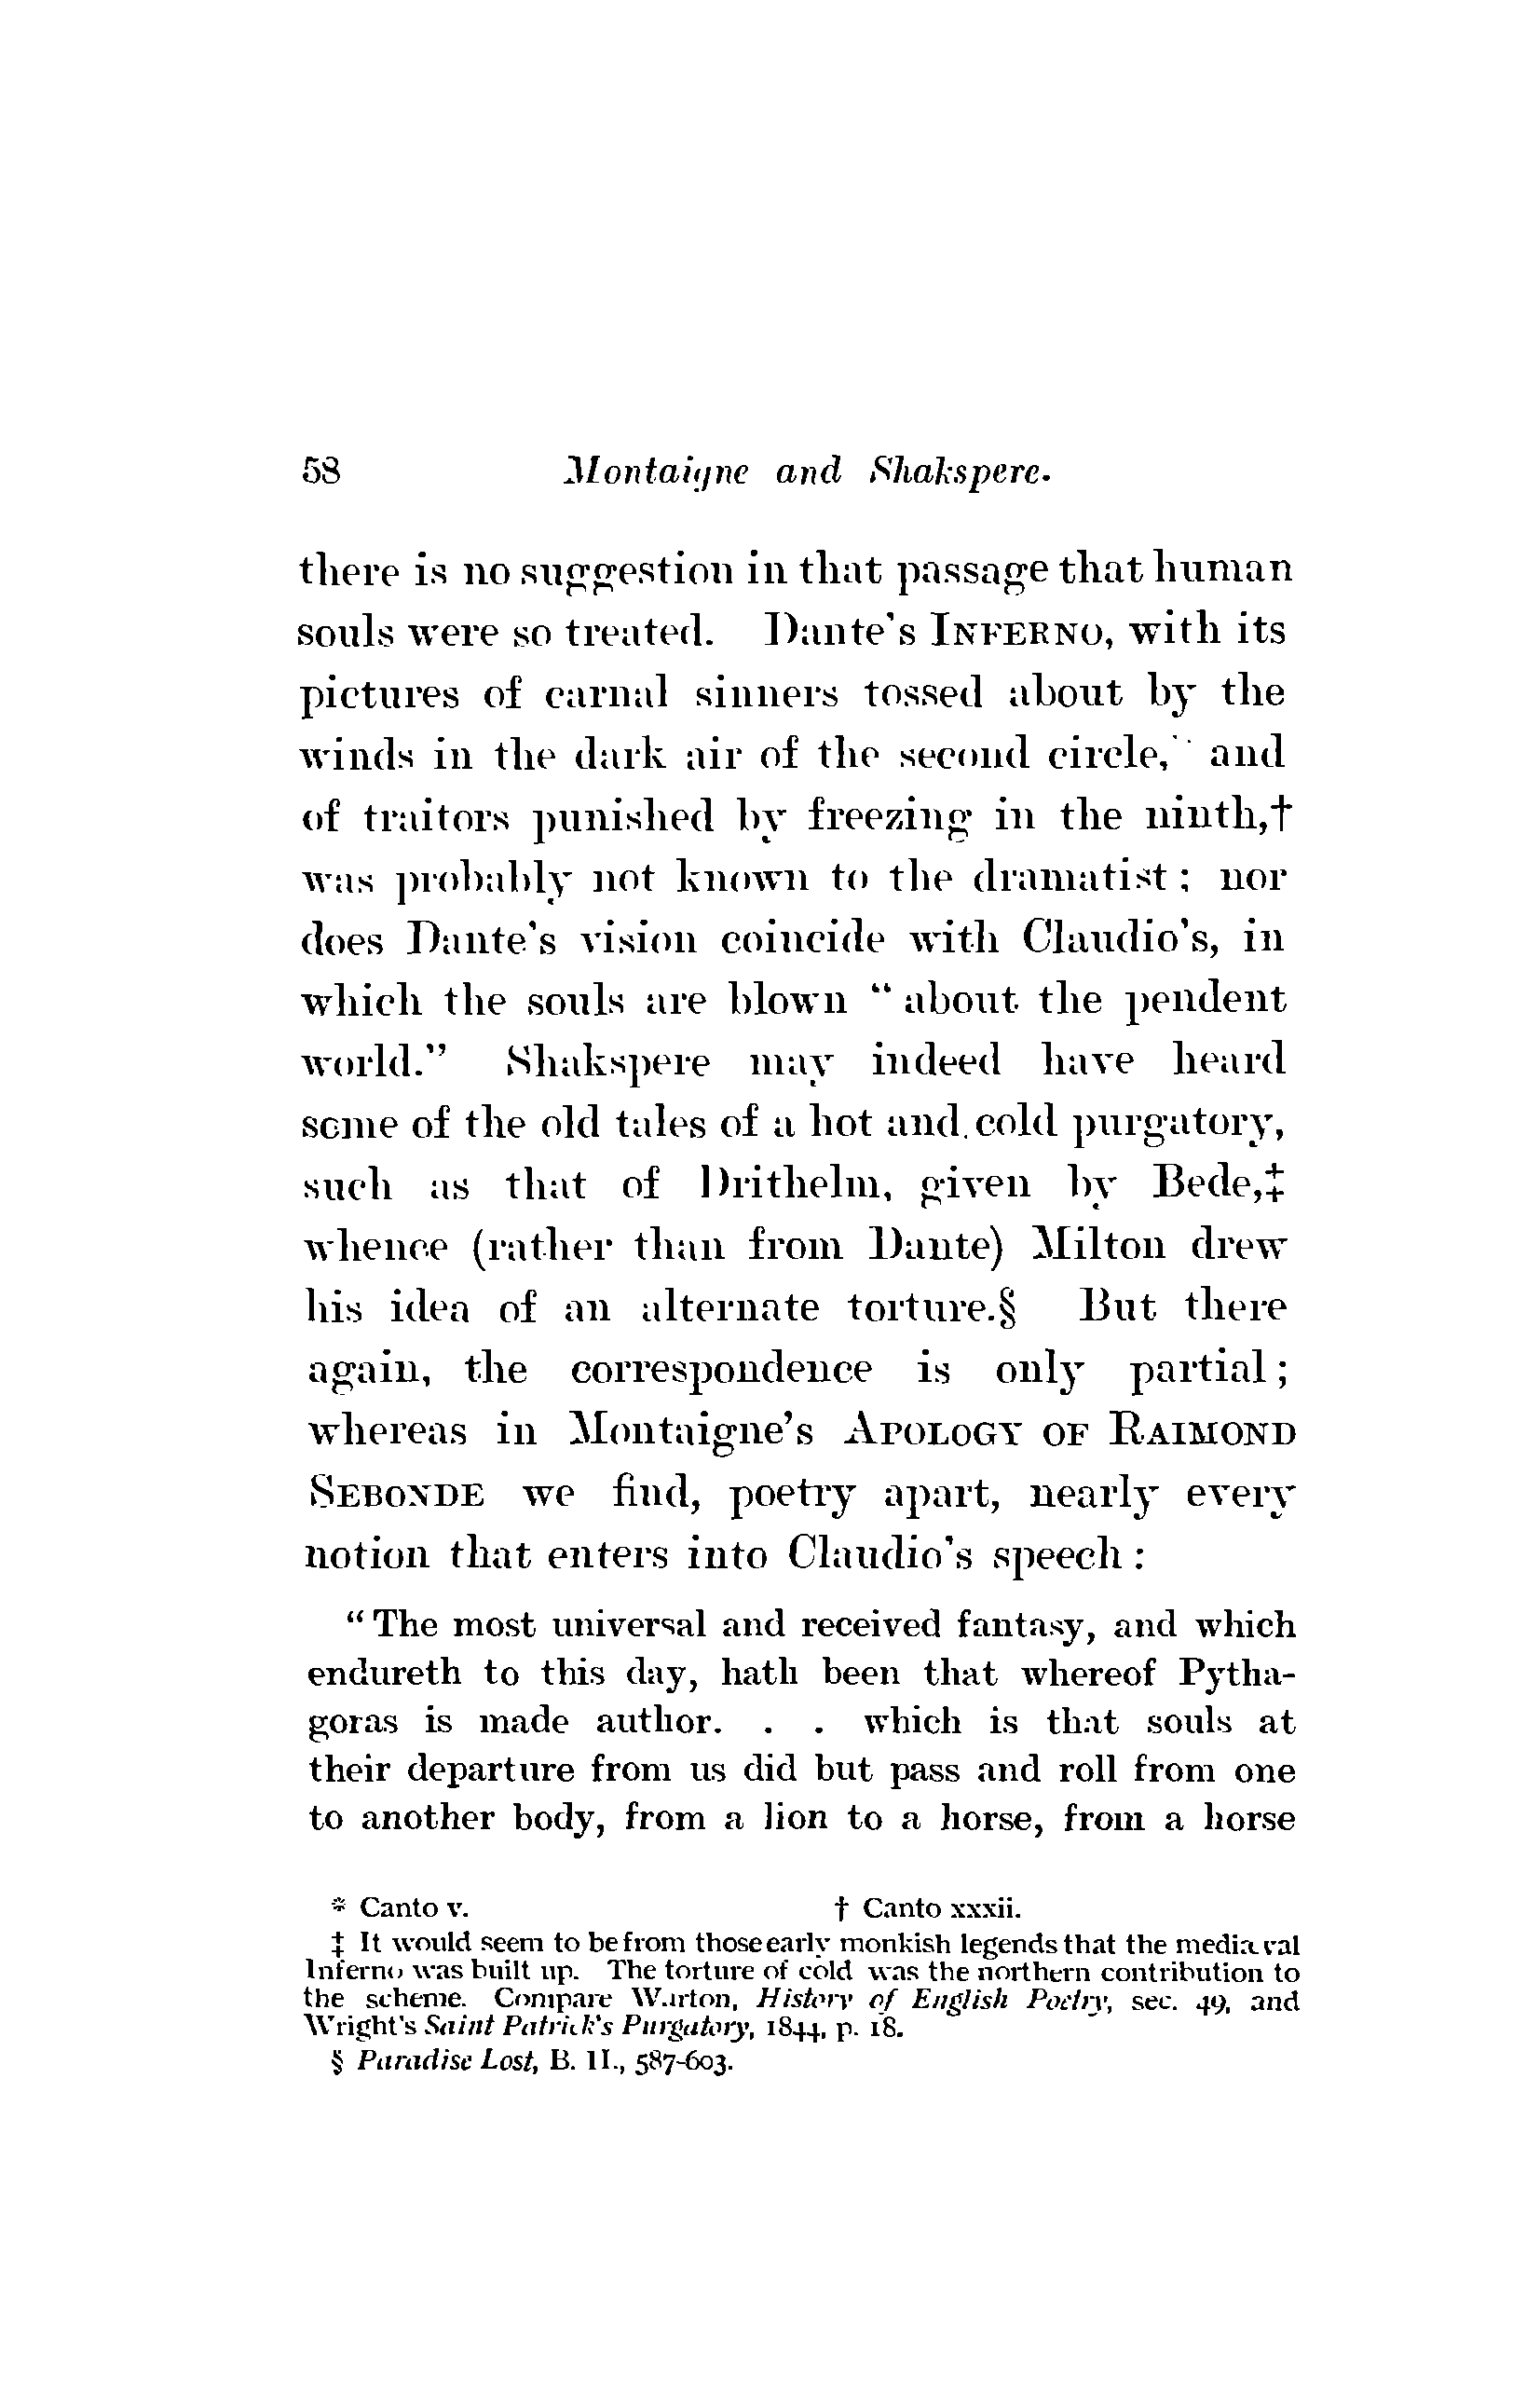 58 Montaigne and Shakspere.
there is no suggestion in that passage that human
souls were so treated. Dante's INFERNO, with its
pictures of carnal sinners tossed about by the
winds in the dark air of the second circle,* and
of traitors punished by freezing in the ninth,†
was probably not known to the dramatist; nor
does Dante's vision coincide with Claudio's, in
which the souls are blown "about the pendent
world." Shakspere may indeed have heard
some of the old tales of a hot and cold purgatory,
such as that of Drithelm, given by Bede,‡
whence (rather than from Dante) Milton drew
his idea of an alternate torture.§ But there
again, the correspondence is only partial;
whereas in Montaigne's APOLOGY OF RAIMOND
SEBONDE we find, poetry apart, nearly every
notion that enters into Claudio's speech:
"The most universal and received fantasy, and which
endureth to this day, hath been that whereof Pytha-
goras is made author. . . which is that souls at
their departure from us did but pass and roll from one
to another body, from a lion to a horse, from a horse
* Canto v. † Canto xxxii.
‡ It would seem to be from those early monkish legends that the mediæval
Inferno was built up. The torture of cold was the northern contribution to
the scheme. Compare Warton, History of English Poetry, sec. 49, and
Wright's Saint Patrick's Purgatory, 1844, p. 18.
§ Paradise Lost, B. II., 587-603.